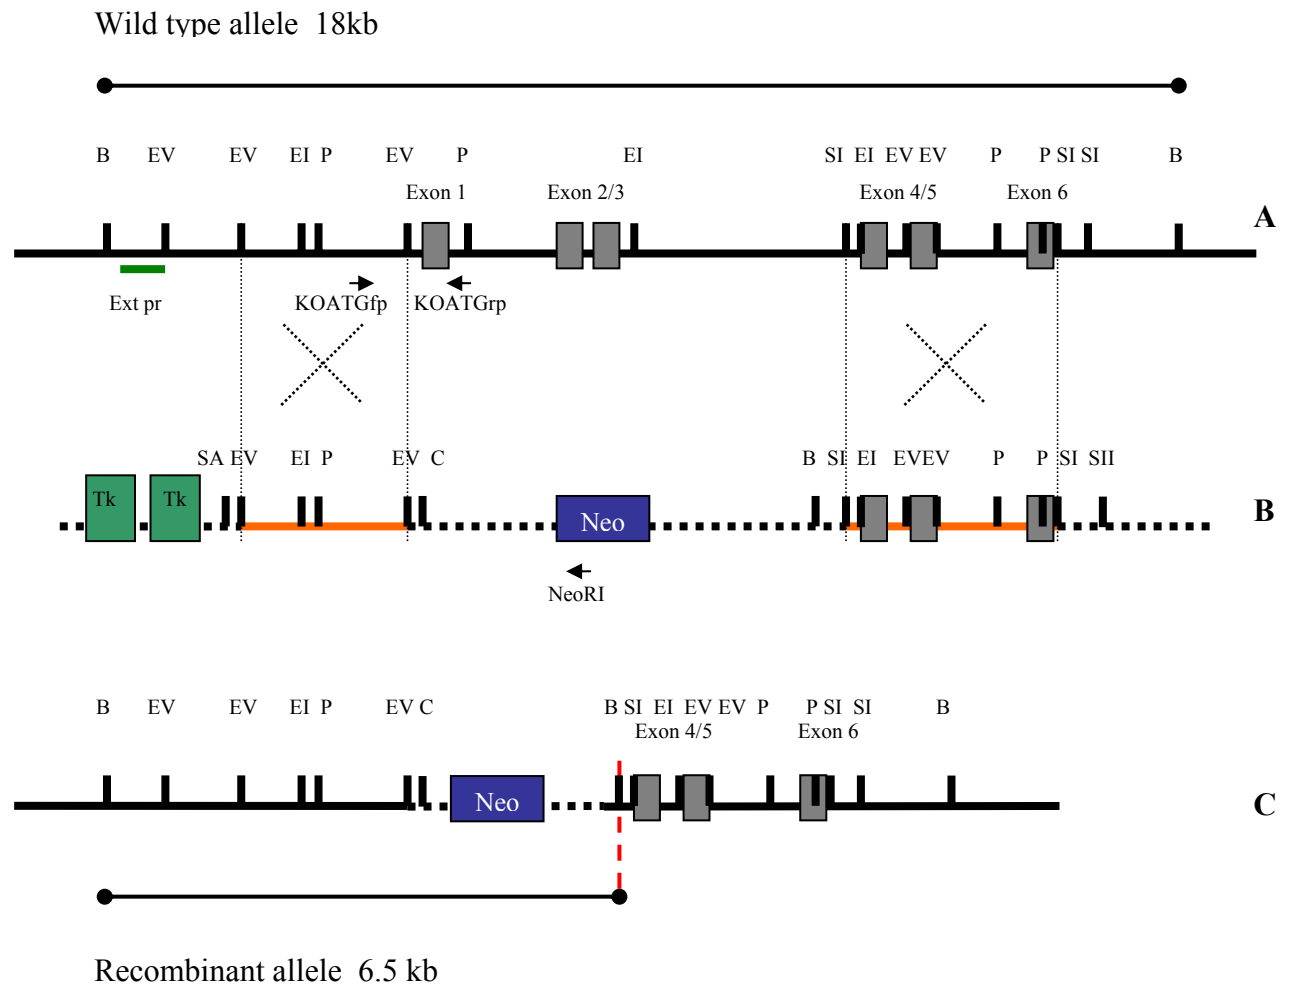 Wild type allele 18kb
B EV EV EI P EV P EI SI EI EV EV P P SI SI B
Exon 1 Exon 2/3 Exon 4/5 Exon 6
A
Ext pr KOATGfp KOATGrp
SA EV EI P EV C B SI EI EVEV P P SI SII
Tk Tk Neo B
NeoRI
B EV EV EI P EV C B SI EI EV EV P P SI SI B
Exon 4/5 Exon 6
Neo C
Recombinant allele 6.5 kb